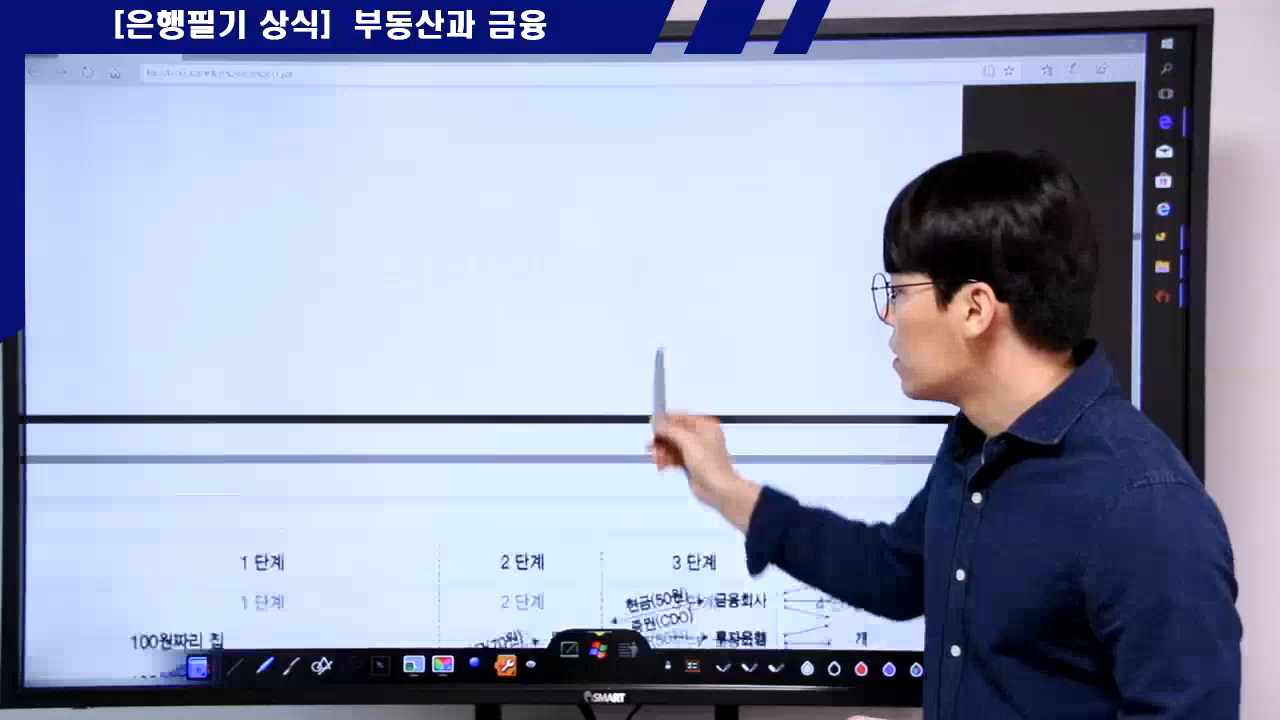 [은행필기 상식] 부동산과 금융
1 단계 2 단계 3 단계
1 단계 2 단계
현금(50원) 금융회사
증권(CDO)
100원짜리 집 투자은행 개
SMART